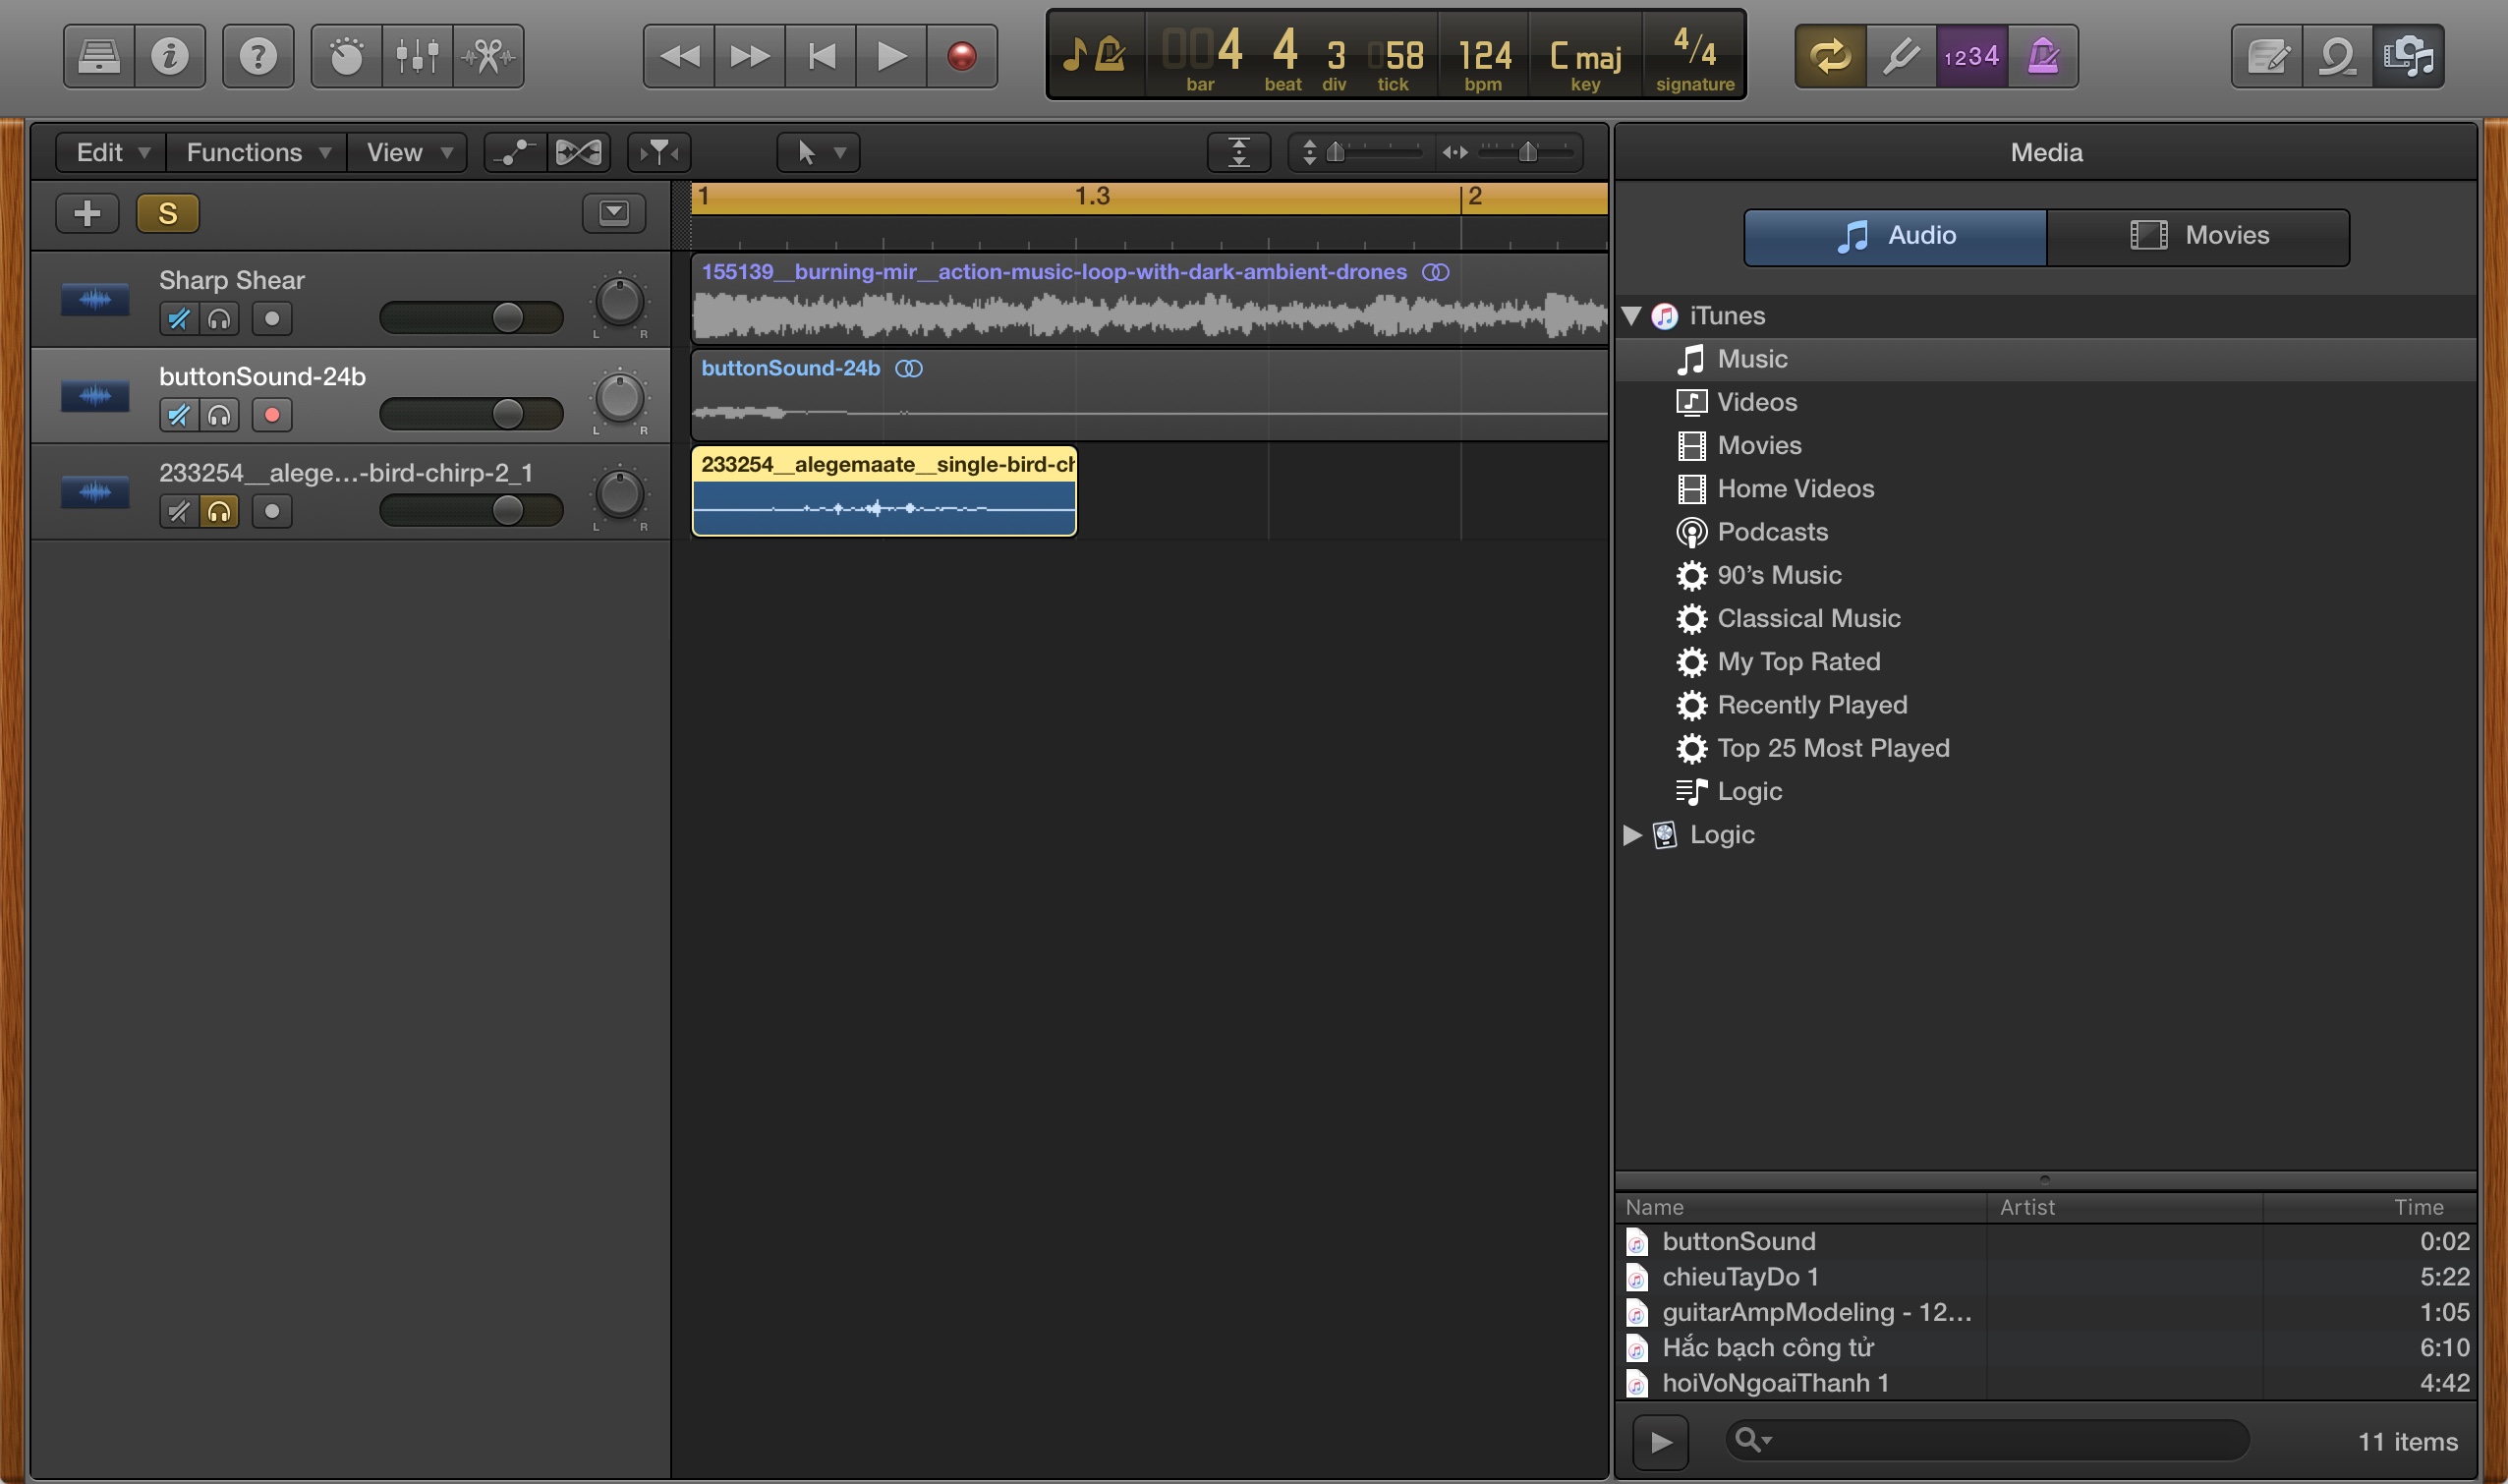 1234
004 4 3 058 124 C maj 4/4
bar beat div tick bpm key signature
Edit Functions View
Media
S
1 1.3 2
Audio Movies
Sharp Shear
L R
155139__burning-mir__action-music-loop-with-dark-ambient-drones
buttonSound-24b
L R
buttonSound-24b
233254__alege...-bird-chirp-2_1
L R
233254__alegemaate__single-bird-ch
iTunes
Music
Videos
Movies
Home Videos
Podcasts
90’s Music
Classical Music
My Top Rated
Recently Played
Top 25 Most Played
Logic
Logic
Name Artist Time
buttonSound 0:02
chieuTayDo 1 5:22
guitarAmpModeling - 12... 1:05
Hắc bạch công tử 6:10
hoiVoNgoaiThanh 1 4:42
11 items